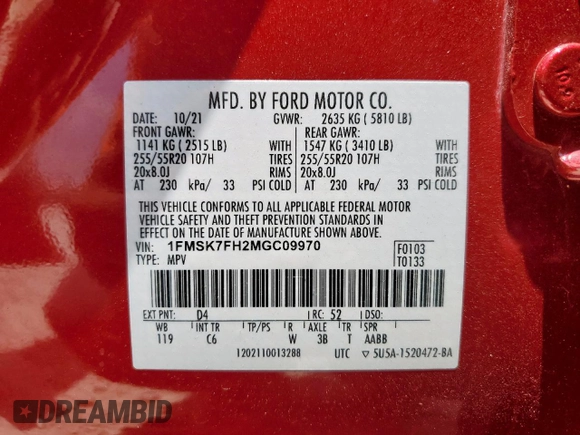 MFD. BY FORD MOTOR CO.
DATE: 10/21 GVWR: 2635 KG ( 5810 LB)
FRONT GAWR: REAR GAWR:
1141 KG ( 2515 LB) WITH 1547 KG ( 3410 LB) WITH
255/55R20 107H TIRES 255/55R20 107H TIRES
20x8.0J RIMS 20x8.0J RIMS
AT 230 kPa/ 33 PSI COLD AT 230 kPa/ 33 PSI COLD
THIS VEHICLE CONFORMS TO ALL APPLICABLE FEDERAL MOTOR
VEHICLE SAFETY AND THEFT PREVENTION STANDARDS IN
EFFECT ON THE DATE OF MANUFACTURE SHOWN ABOVE.
VIN: 1FMSK7FH2MGC09970 F0103
TYPE: MPV T0133
EXT PNT: D4 RC: 52 DSO:
WB INT TR TP/PS R AXLE TR SPR
119 C6 W 3B T AABB
1202110013288 UTC ▽ 5U5A-1520472-BA
DREAMBID